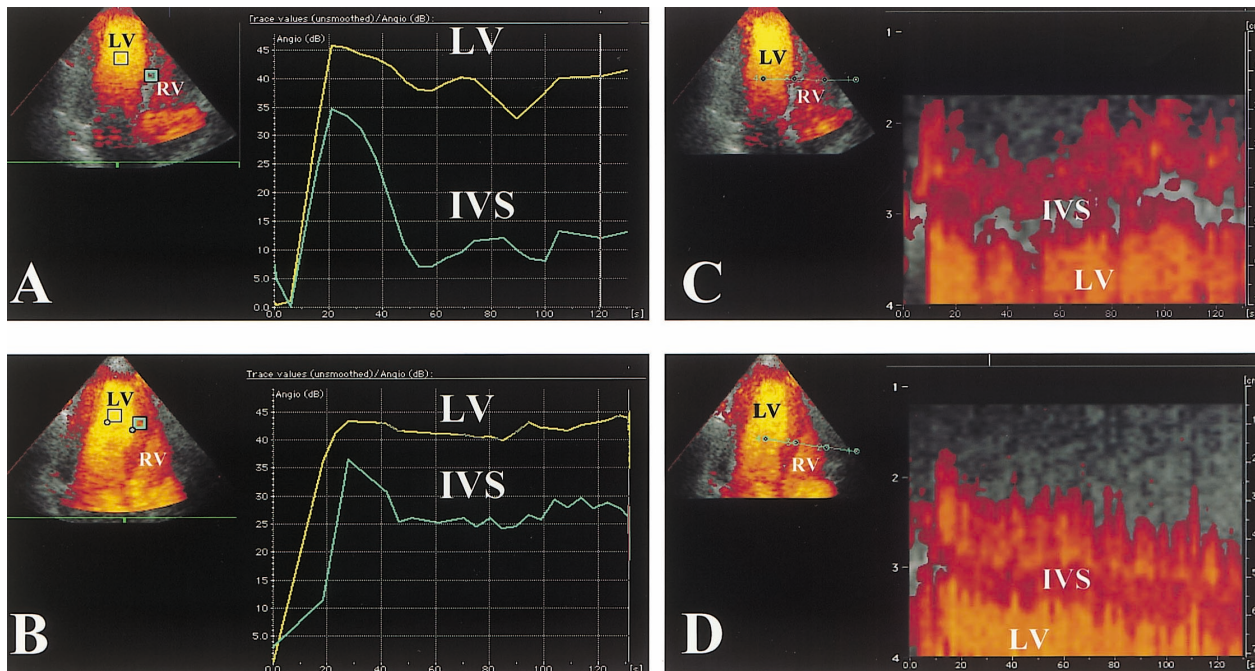 A
LV
RV
Trace values (unsmoothed)/Angio (dB) :
Angio (dB)
LV
IVS
45
40
35
30
25
20
15
10
5.0
0.0
0.0 20 40 60 80 100 120 [s]
C
LV
RV
1
3
4
IVS
LV
0.0 20 40 60 80 100 120
B
LV
RV
Trace values (unsmoothed)/Angio (dB) :
Angio (dB)
LV
IVS
45
40
35
30
25
20
15
10
5.0
0.0 20 40 60 80 100 120 [s]
D
LV
RV
1
2
3
4
IVS
LV
0.0 20 40 60 80 100 120